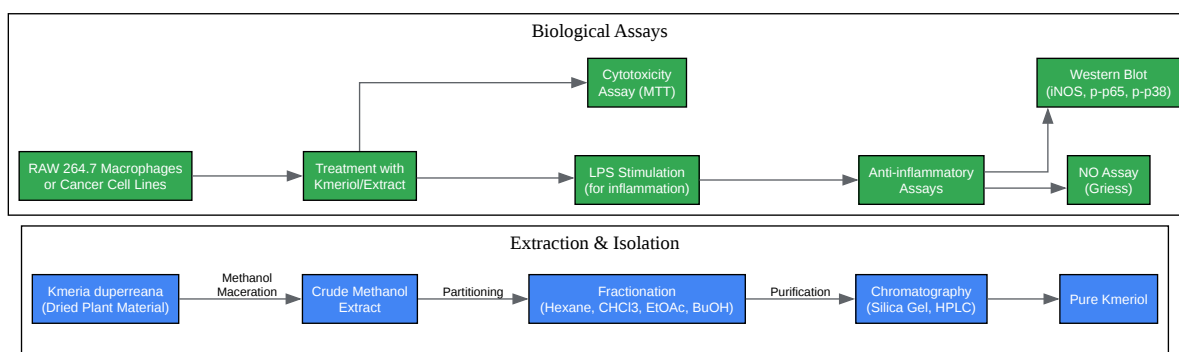 Biological Assays
Cytotoxicity
Assay (MTT)
Western Blot
(iNOS, p-p65, p-p38)
RAW 264.7 Macrophages
or Cancer Cell Lines
Treatment with
Kmeriol/Extract
LPS Stimulation
(for inflammation)
Anti-inflammatory
Assays
NO Assay
(Griess)
Extraction & Isolation
Kmeria duperreana
(Dried Plant Material)
Methanol
Maceration
Crude Methanol
Extract
Partitioning
Fractionation
(Hexane, CHCl3, EtOAc, BuOH)
Purification
Chromatography
(Silica Gel, HPLC)
Pure Kmeriol